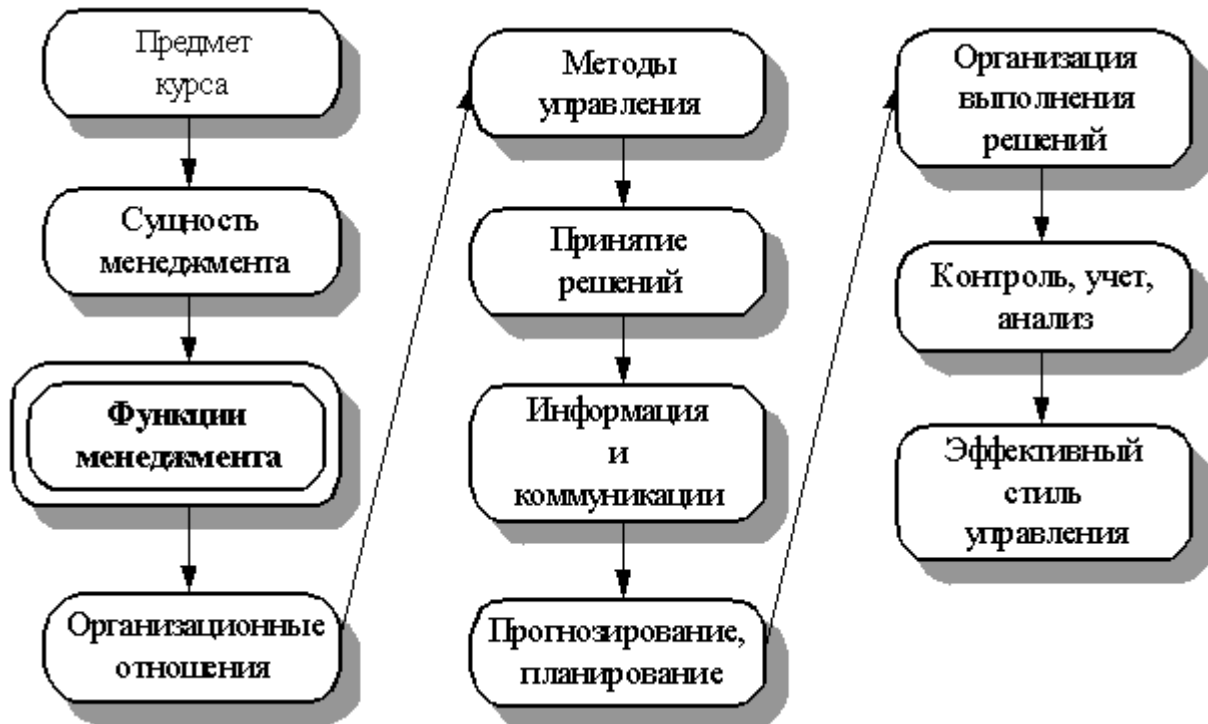 Предмет
курса
Сущность
менеджмента
Функции
менеджмента
Организационные
отношения
Методы
управления
Принятие
решений
Информация
и
коммуникации
Прогнозирование,
планирование
Организация
выполнения
решений
Контроль, учет,
анализ
Эффективный
стиль
управления